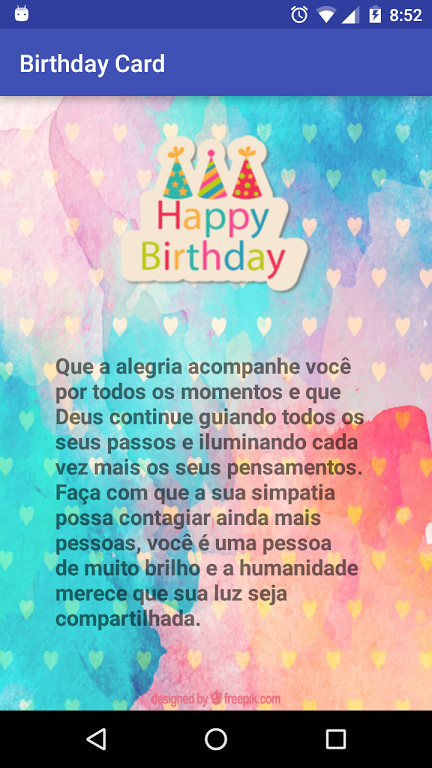 8:52
Birthday Card
Happy
Birthday
Que a alegria acompanhe você
por todos os momentos e que
Deus continue guiando todos os
seus passos e iluminando cada
vez mais os seus pensamentos.
Faça com que a sua simpatia
possa contagiar ainda mais
pessoas, você é uma pessoa
de muito brilho e a humanidade
merece que sua luz seja
compartilhada.
designed by freepik.com